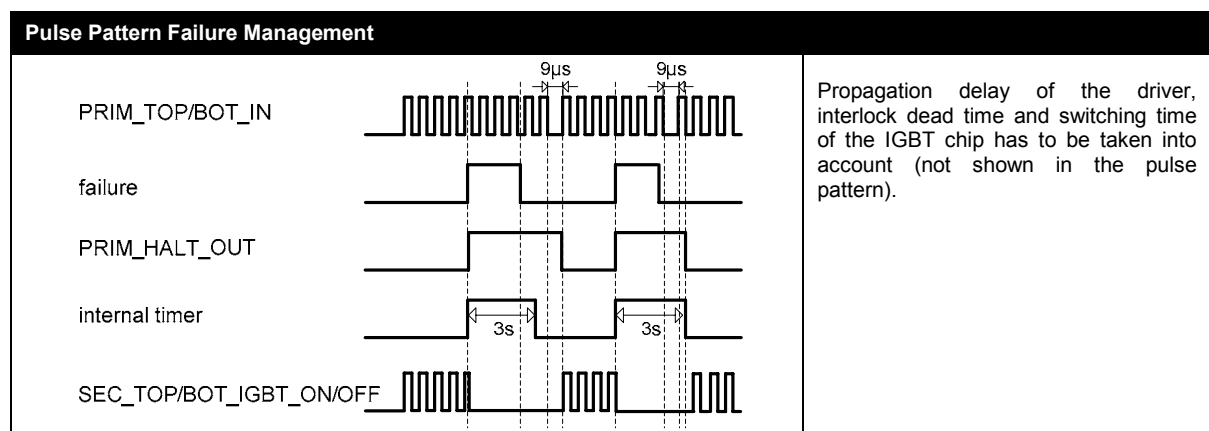 Pulse Pattern Failure Management
9µs 9µs
PRIM_TOP/BOT_IN
failure
PRIM_HALT_OUT
internal timer
3s 3s
SEC_TOP/BOT_IGBT_ON/OFF
Propagation delay of the driver,
interlock dead time and switching time
of the IGBT chip has to be taken into
account (not shown in the pulse
pattern).